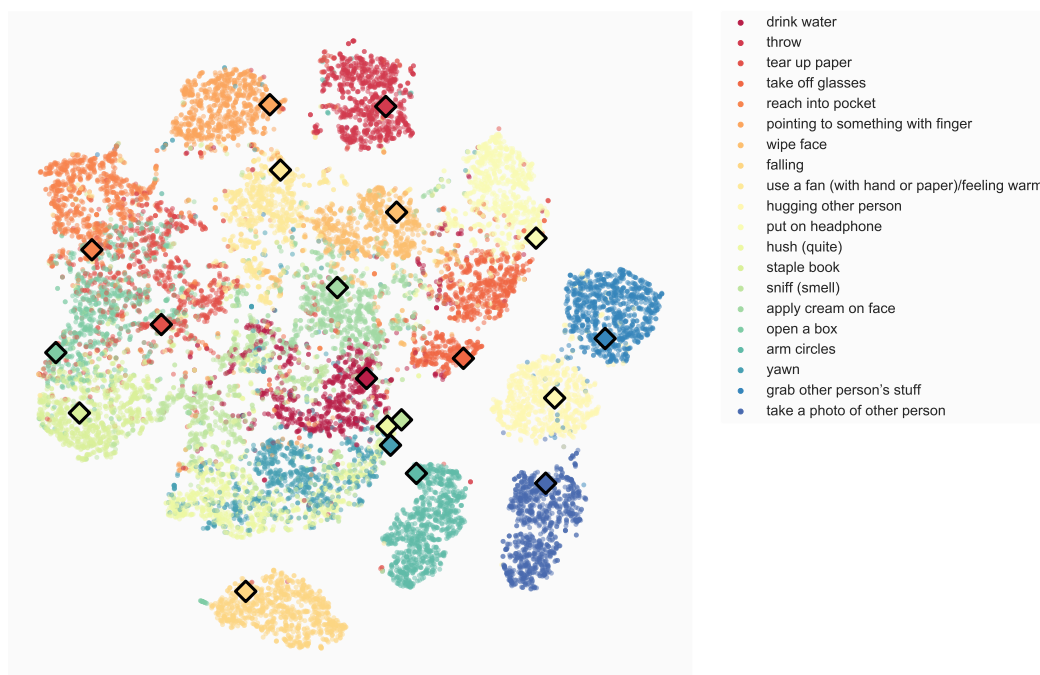 drink water
throw
tear up paper
take off glasses
reach into pocket
pointing to something with finger
wipe face
falling
use a fan (with hand or paper)/feeling warm
hugging other person
put on headphone
hush (quite)
staple book
sniff (smell)
apply cream on face
open a box
arm circles
yawn
grab other person's stuff
take a photo of other person